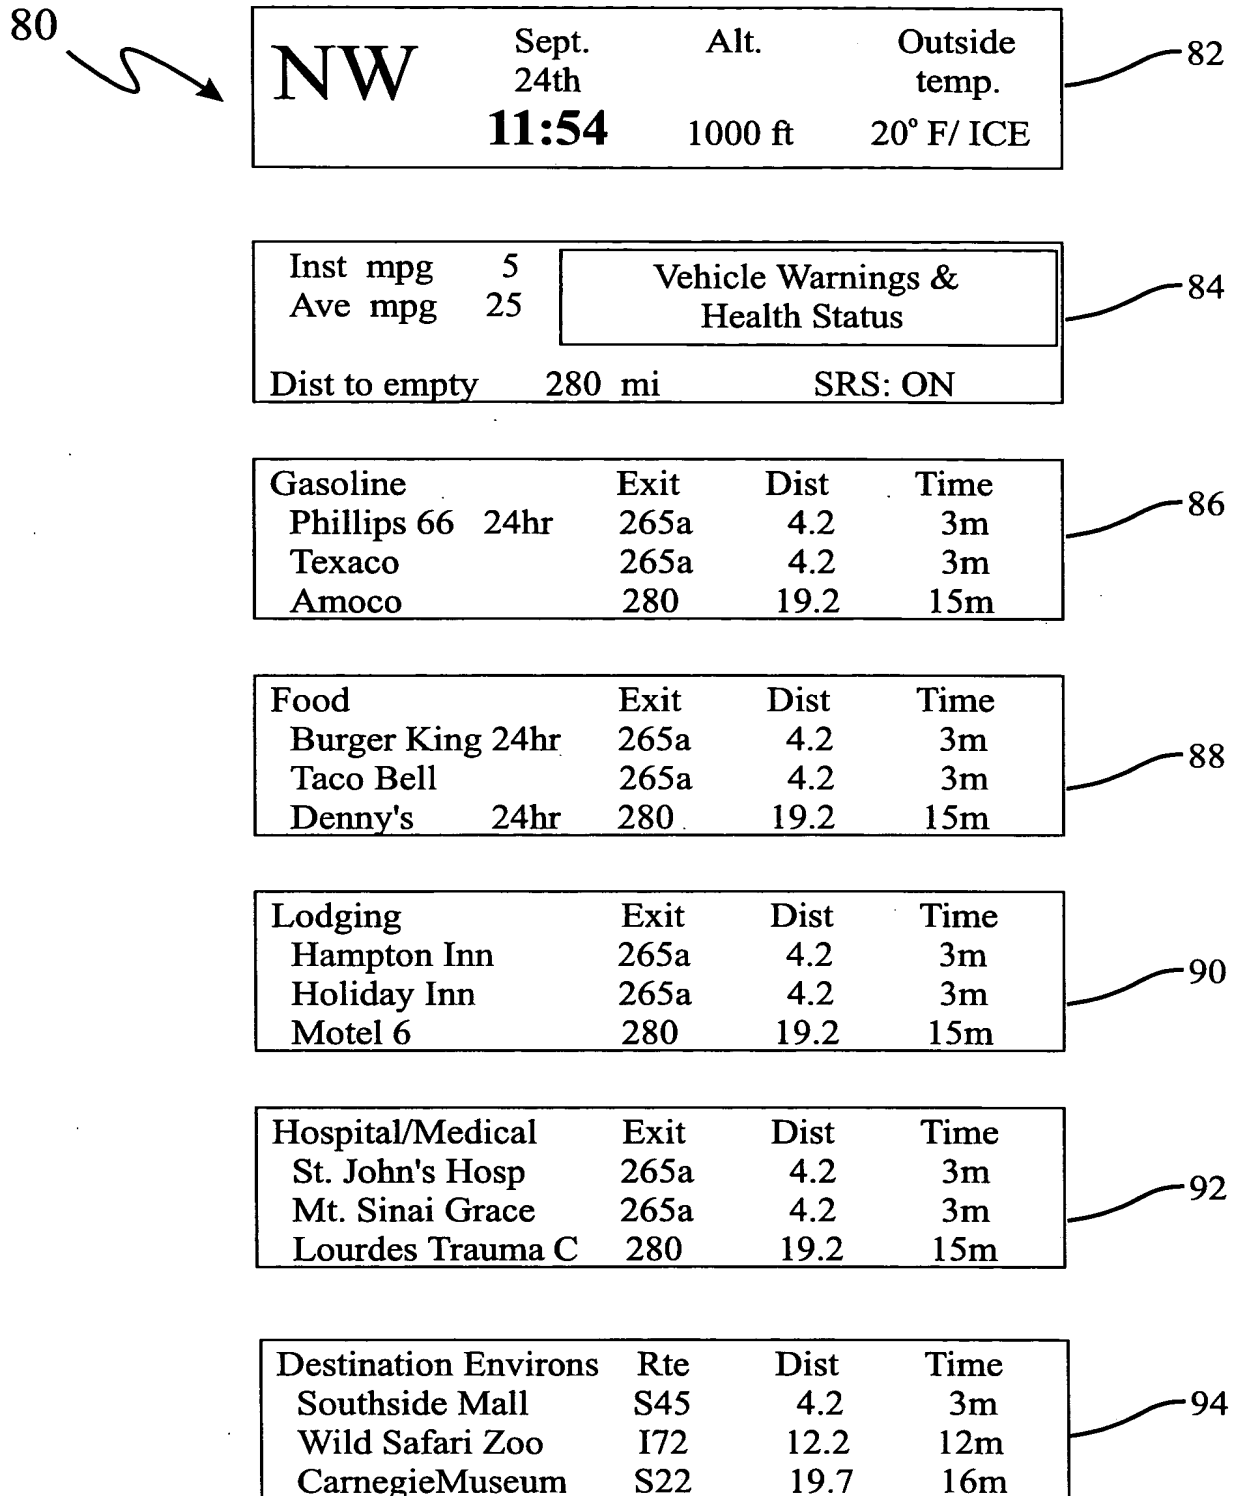 80
NW Sept. 24th 11:54 Alt. 1000 ft Outside temp. 20° F/ ICE
82
Inst mpg 5
Ave mpg 25
Vehicle Warnings &
Health Status
84
Dist to empty 280 mi SRS: ON
Gasoline Exit Dist Time
86
Phillips 66 24hr 265a 4.2 3m
Texaco 265a 4.2 3m
Amoco 280 19.2 15m
Food Exit Dist Time
Burger King 24hr 265a 4.2 3m
88
Taco Bell 265a 4.2 3m
Denny's 24hr 280 19.2 15m
Lodging Exit Dist Time
Hampton Inn 265a 4.2 3m
90
Holiday Inn 265a 4.2 3m
Motel 6 280 19.2 15m
Hospital/Medical Exit Dist Time
St. John's Hosp 265a 4.2 3m
92
Mt. Sinai Grace 265a 4.2 3m
Lourdes Trauma C 280 19.2 15m
Destination Environs Rte Dist Time
Southside Mall S45 4.2 3m
94
Wild Safari Zoo I72 12.2 12m
CarnegieMuseum S22 19.7 16m